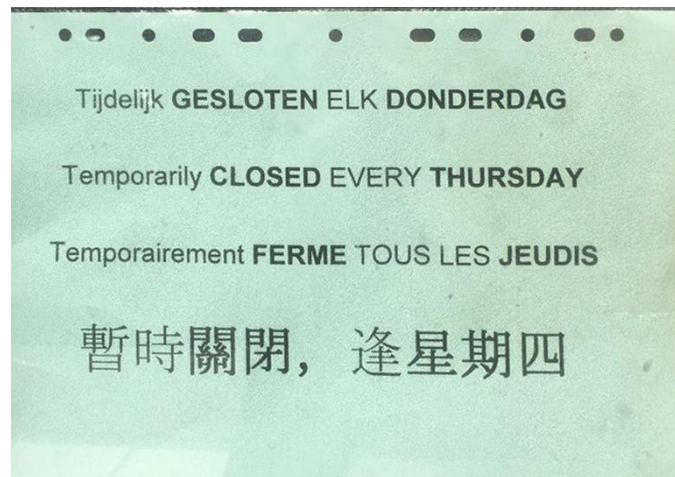 Tijdelijk GESLOTEN ELK DONDERDAG
Temporarily CLOSED EVERY THURSDAY
Temporairement FERME TOUS LES JEUDIS
暫時關閉，逢星期四